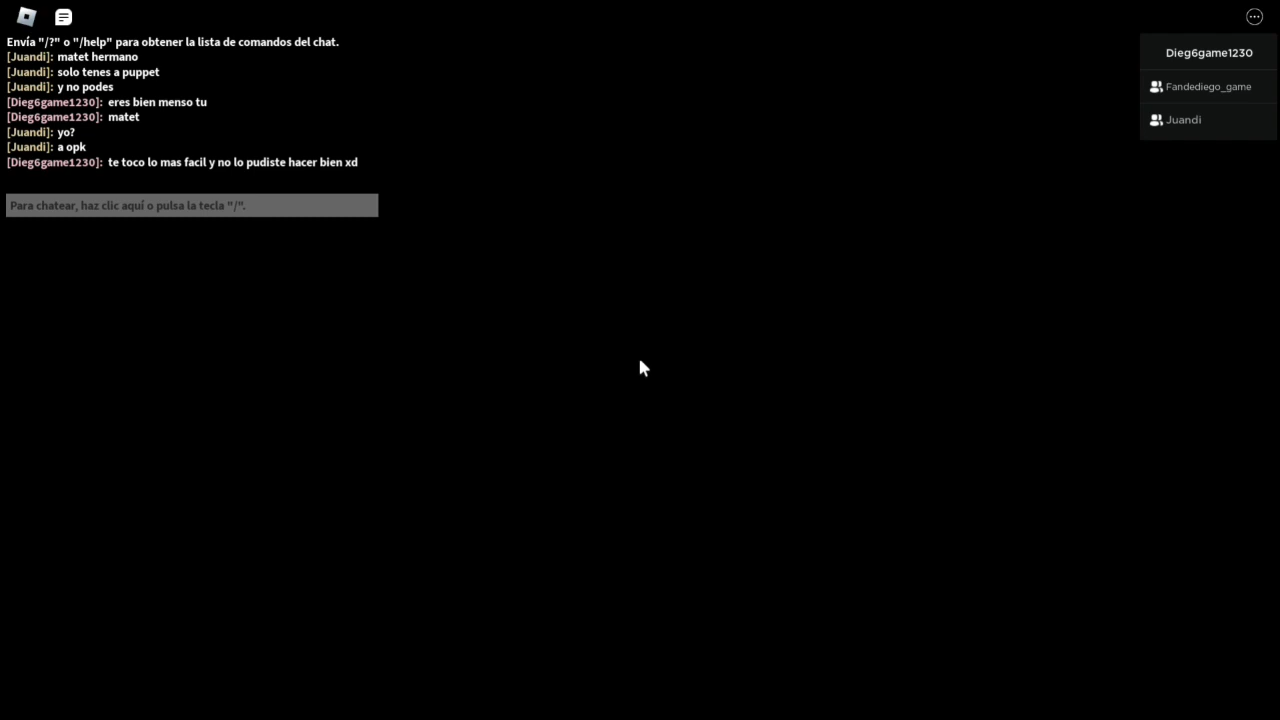 Envía "/?" o "/help" para obtener la lista de comandos del chat.
[Juandi]: matet hermano
[Juandi]: solo tenes a puppet
[Juandi]: y no podes
[Dieg6game1230]: eres bien menso tu
[Dieg6game1230]: matet
[Juandi]: yo?
[Juandi]: a opk
[Dieg6game1230]: te toco lo mas facil y no lo pudiste hacer bien xd
Para chatear, haz clic aquí o pulsa la tecla "/".
Dieg6game1230
Fandediego_game
Juandi